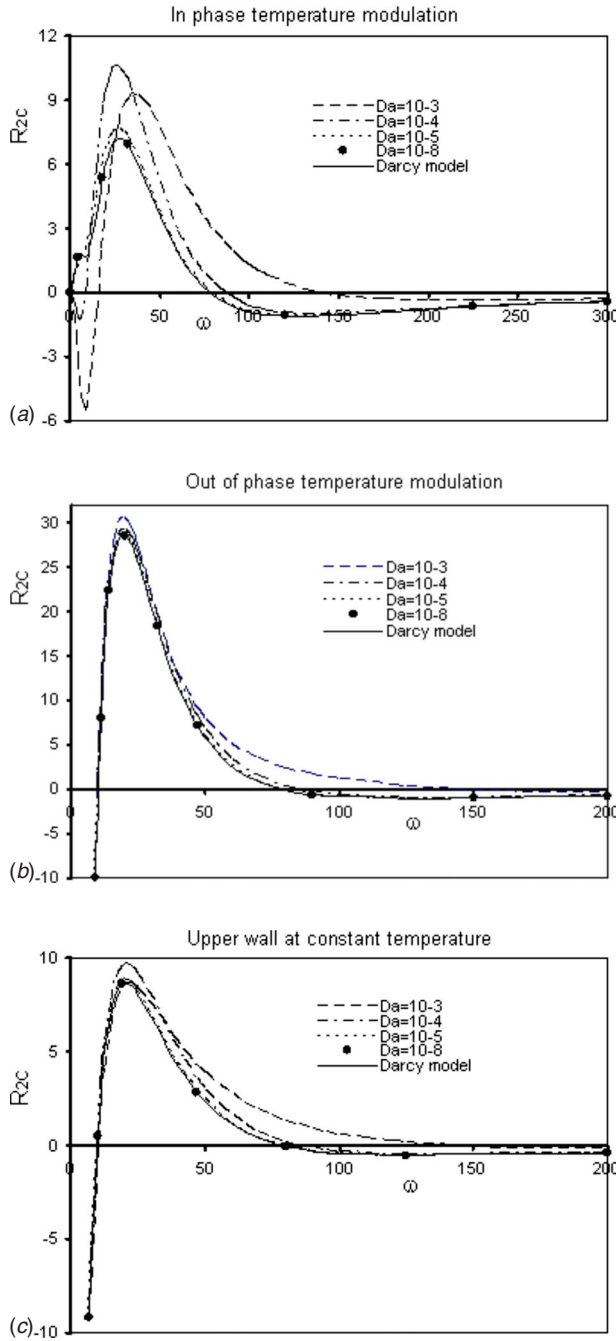 In phase temperature modulation
12
9
6
3
0
-3
-6
R2c
0
50
100
150
200
250
300
ω
Da=10-3
Da=10-4
Da=10-5
Da=10-8
Darcy model
(a)
Out of phase temperature modulation
30
25
20
15
10
5
0
-5
-10
R2c
0
50
100
150
200
ω
Da=10-3
Da=10-4
Da=10-5
Da=10-8
Darcy model
(b)
Upper wall at constant temperature
10
5
0
-5
-10
R2c
0
50
100
150
200
ω
Da=10-3
Da=10-4
Da=10-5
Da=10-8
Darcy model
(c)